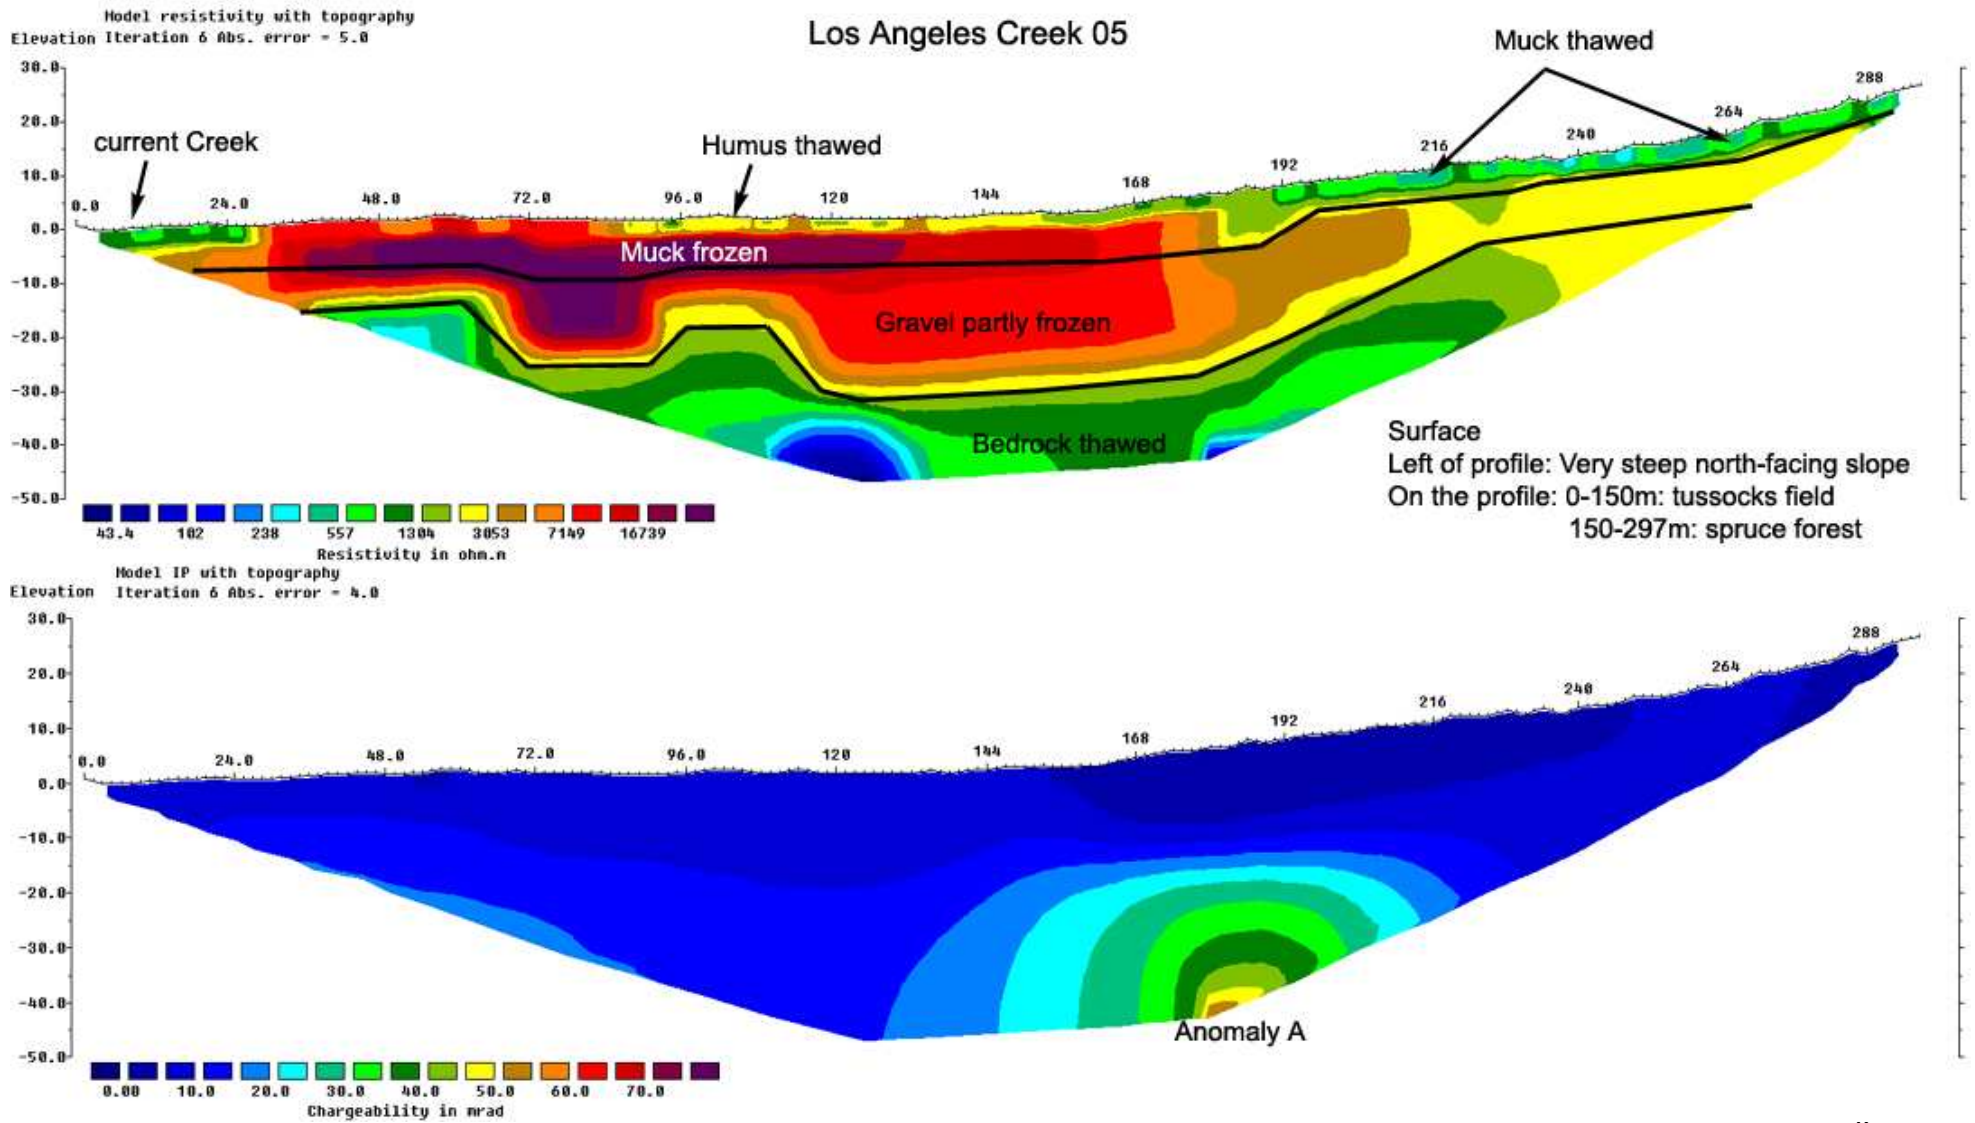 Model resistivity with topography
Elevation Iteration 6 Abs. error = 5.0
Los Angeles Creek 05
Muck thawed
30.0
288
20.0
264
current Creek
Humus thawed
216
240
10.0
192
168
0.0
24.0
48.0
72.0
96.0
120
144
0.0
Muck frozen
-10.0
Gravel partly frozen
-20.0
-30.0
Surface
-40.0
Bedrock thawed
Left of profile: Very steep north-facing slope
-50.0
On the profile: 0-150m: tussocks field
150-297m: spruce forest
43.4 102 238 557 1304 3053 7149 16739
Resistivity in ohm.m
Model IP with topography
Elevation Iteration 6 Abs. error = 4.0
30.0
288
20.0
264
240
216
10.0
192
168
0.0 24.0 48.0 72.0 96.0 120 144
0.0
-10.0
-20.0
-30.0
-40.0
Anomaly A
-50.0
0.00 10.0 20.0 30.0 40.0 50.0 60.0 70.0
Chargeability in mrad